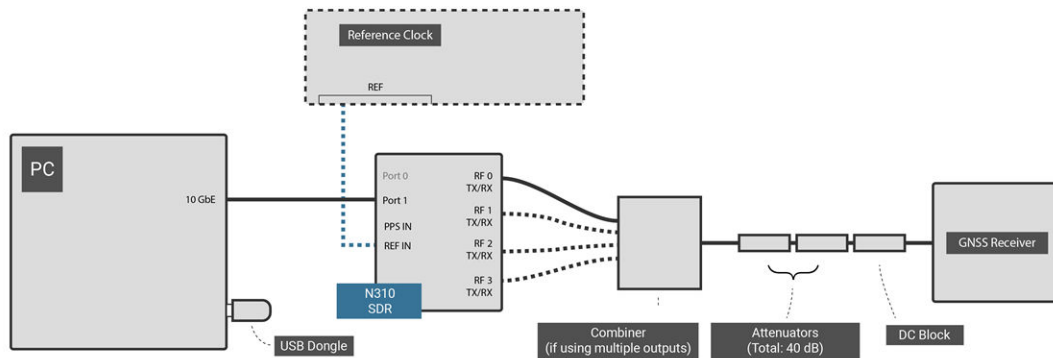 Reference Clock
REF
PC
10 GbE
Port 0
Port 1
PPS IN
REF IN
RF 0
TX/RX
RF 1
TX/RX
RF 2
TX/RX
RF 3
TX/RX
N310
SDR
GNSS Receiver
USB Dongle
Combiner
(if using multiple outputs)
Attenuators
(Total: 40 dB)
DC Block